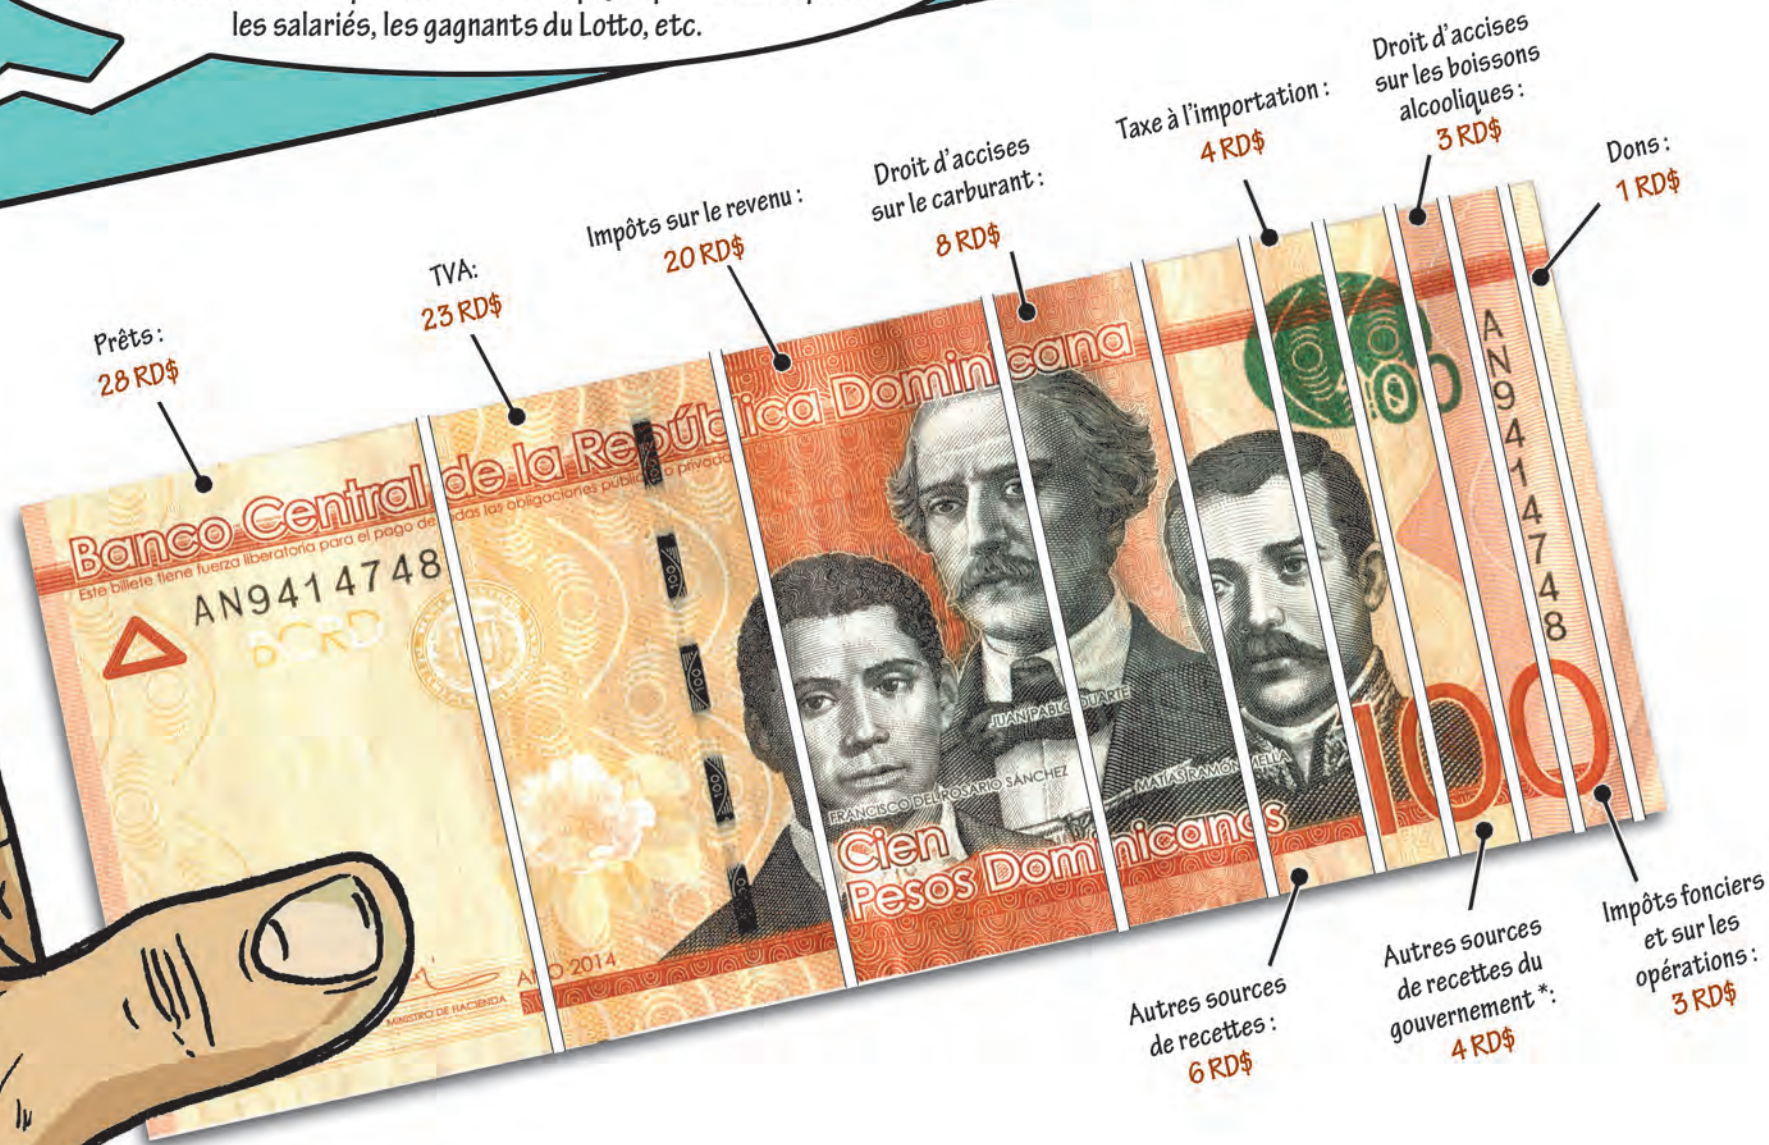 les salariés, les gagnants du Lotto, etc.
Prêts :
28 RD$
TVA:
23 RD$
Impôts sur le revenu :
20 RD$
Droit d’accises
sur le carburant :
8 RD$
Taxe à l’importation :
4 RD$
Droit d’accises
sur les boissons
alcooliques :
3 RD$
Dons :
1 RD$
Banco Central de la República Dominicana
Este billete tiene fuerza liberatoria para el pago de todas las obligaciones publicas o privadas
AN9414748
BCRD
AN9414748
JUAN PABLO DUARTE
FRANCISCO DEL ROSARIO SÁNCHEZ
MATÍAS RAMÓN MELLA
Cien
Pesos Dominicanos
100
AÑO 2014
MINISTRO DE HACIENDA
Autres sources
de recettes :
6 RD$
Autres sources
de recettes du
gouvernement *:
4 RD$
Impôts fonciers
et sur les
opérations :
3 RD$